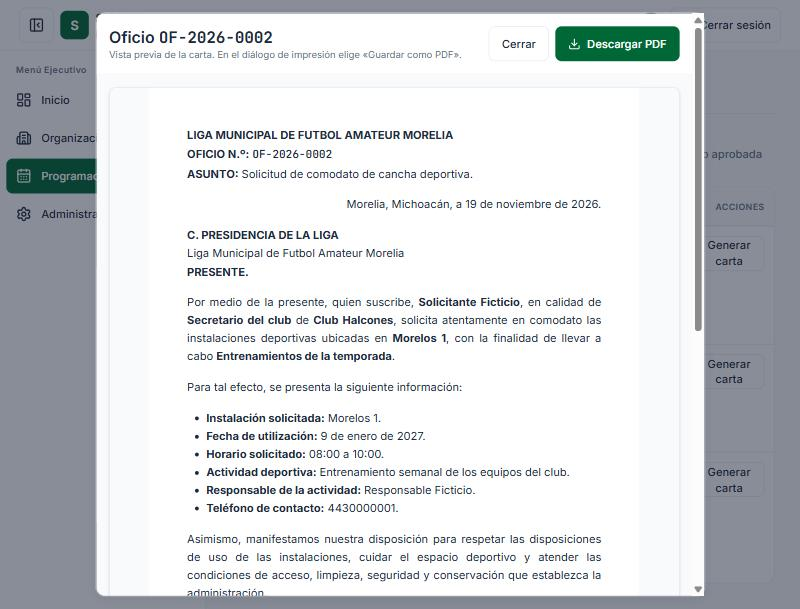 Oficio OF-2026-0002
Vista previa de la carta. En el diálogo de impresión elige «Guardar como PDF».
Cerrar
Descargar PDF
S
Cerrar sesión
Menú Ejecutivo
Inicio
Organizac
Programac
Administra
o aprobada
ACCIONES
Generar
carta
Generar
carta
Generar
carta
LIGA MUNICIPAL DE FUTBOL AMATEUR MORELIA
OFICIO N.º: OF-2026-0002
ASUNTO: Solicitud de comodato de cancha deportiva.
Morelia, Michoacán, a 19 de noviembre de 2026.
C. PRESIDENCIA DE LA LIGA
Liga Municipal de Futbol Amateur Morelia
PRESENTE.
Por medio de la presente, quien suscribe, Solicitante Ficticio, en calidad de
Secretario del club de Club Halcones, solicita atentamente en comodato las
instalaciones deportivas ubicadas en Morelos 1, con la finalidad de llevar a
cabo Entrenamientos de la temporada.
Para tal efecto, se presenta la siguiente información:
• Instalación solicitada: Morelos 1.
• Fecha de utilización: 9 de enero de 2027.
• Horario solicitado: 08:00 a 10:00.
• Actividad deportiva: Entrenamiento semanal de los equipos del club.
• Responsable de la actividad: Responsable Ficticio.
• Teléfono de contacto: 4430000001.
Asimismo, manifestamos nuestra disposición para respetar las disposiciones
de uso de las instalaciones, cuidar el espacio deportivo y atender las
condiciones de acceso, limpieza, seguridad y conservación que establezca la
administración.